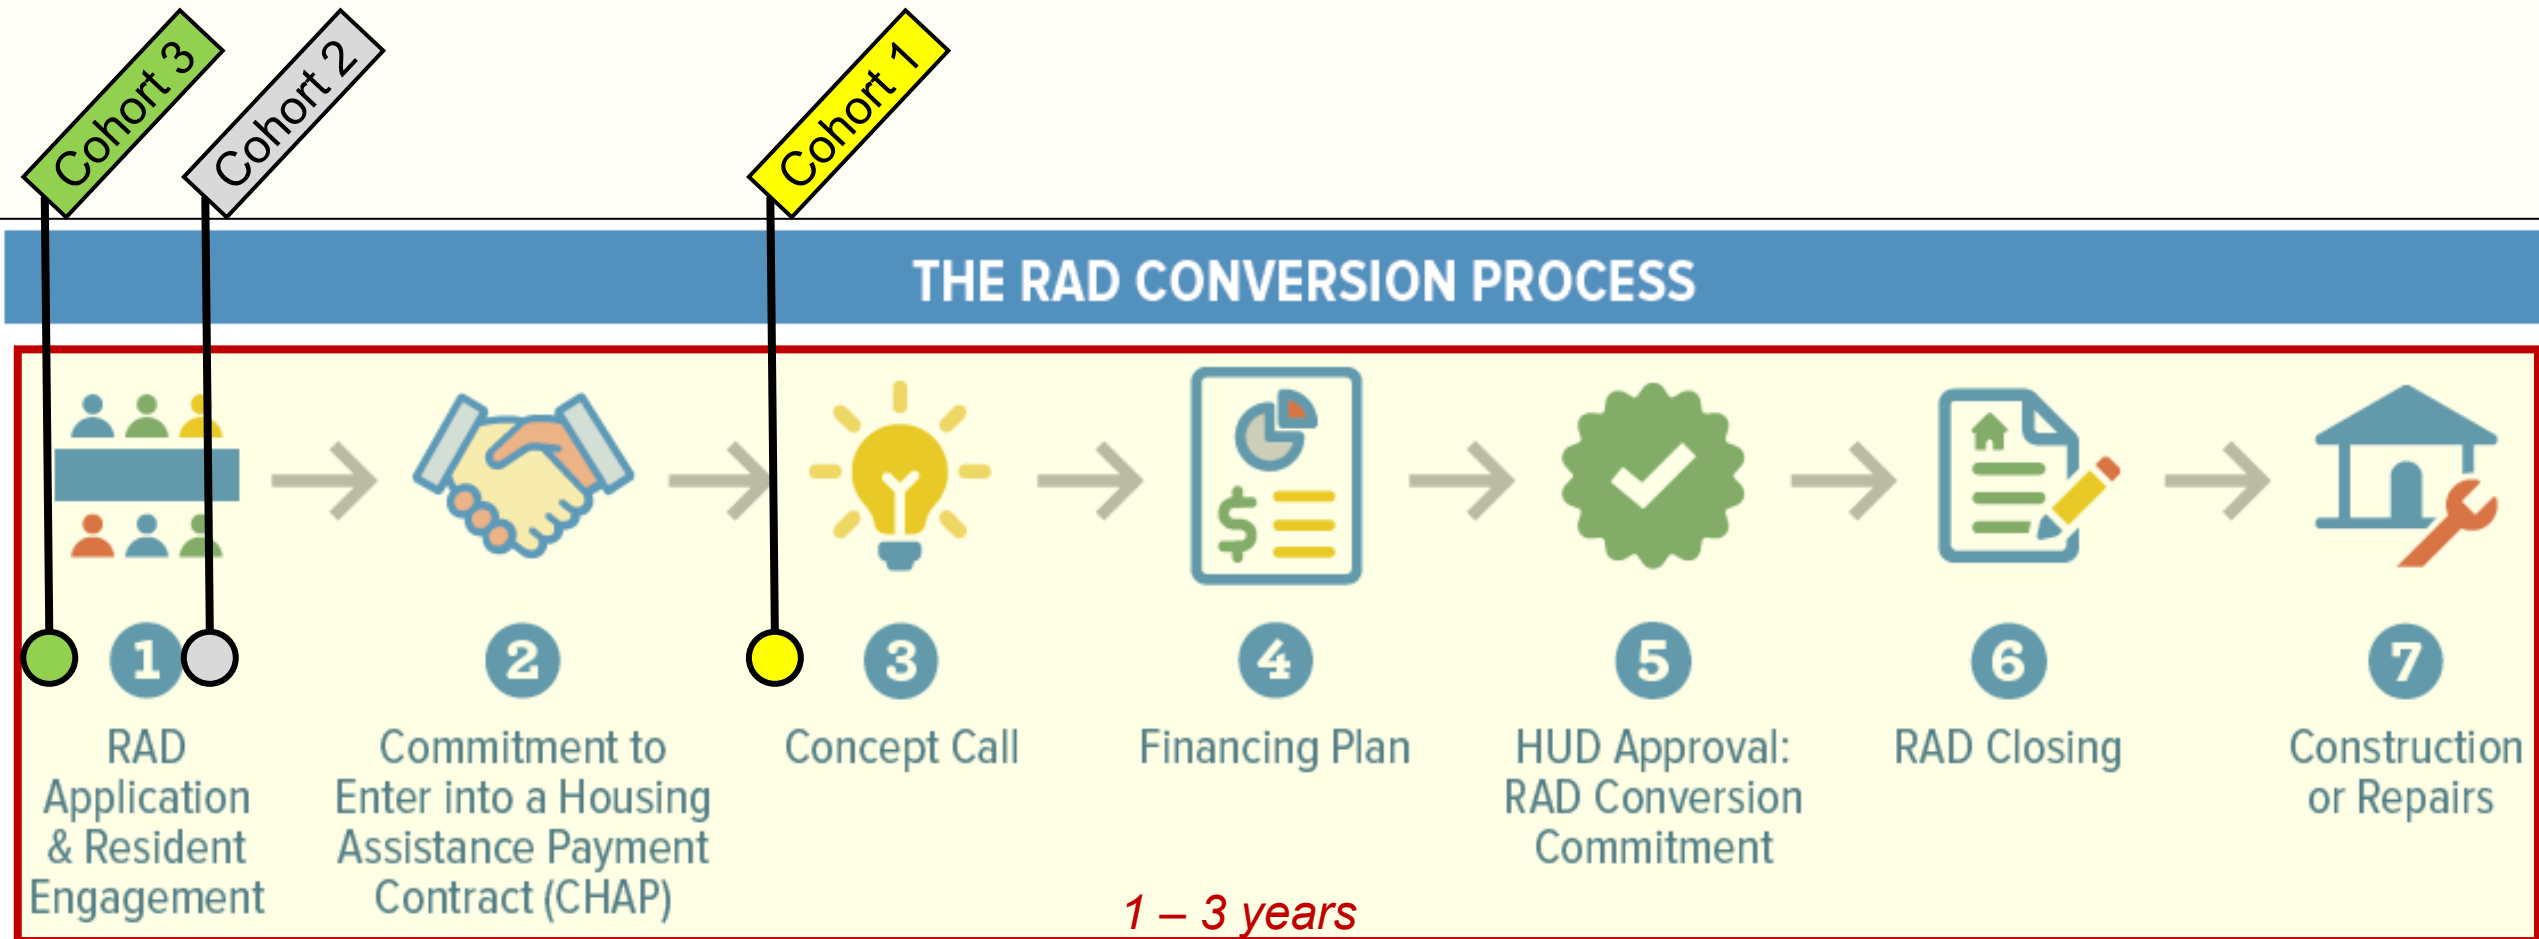 Cohort 3
Cohort 2
Cohort 1
THE RAD CONVERSION PROCESS
1
2
3
4
5
6
7
RAD
Application
& Resident
Engagement
Commitment to
Enter into a Housing
Assistance Payment
Contract (CHAP)
Concept Call
Financing Plan
HUD Approval:
RAD Conversion
Commitment
RAD Closing
Construction
or Repairs
$
1 – 3 years